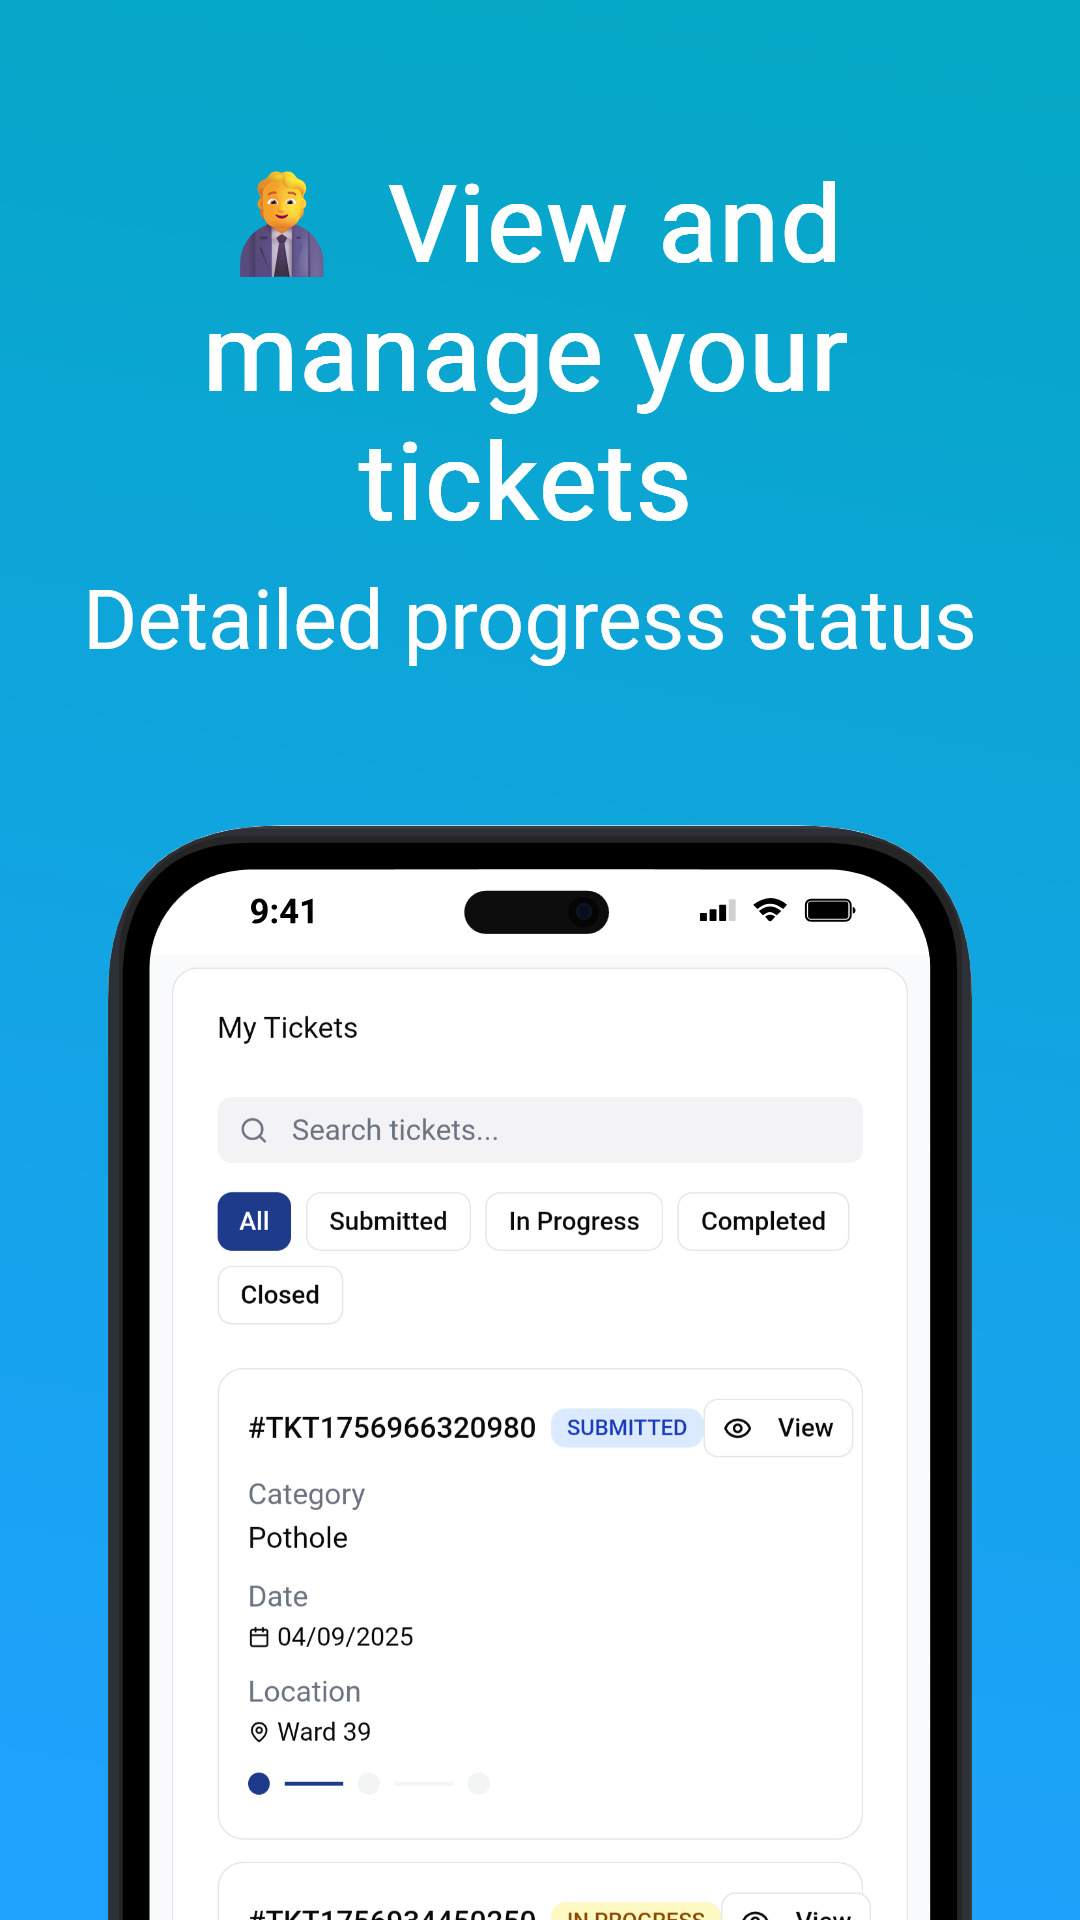 View and
manage your
tickets
Detailed progress status
9:41
My Tickets
Search tickets...
All Submitted In Progress Completed
Closed
#TKT1756966320980 SUBMITTED View
Category
Pothole
Date
04/09/2025
Location
Ward 39
#TKT1756934450250 IN PROGRESS View